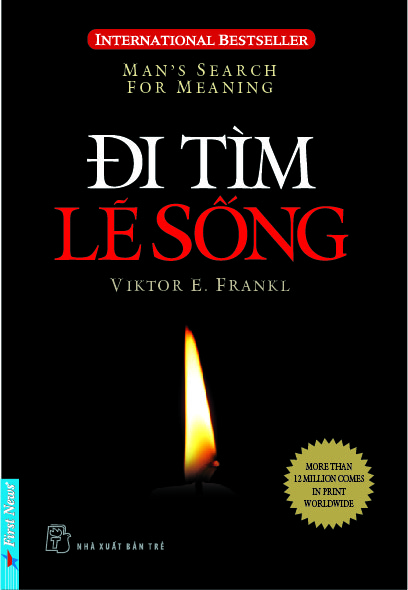 INTERNATIONAL BESTSELLER
MAN'S SEARCH
FOR MEANING
ĐI TÌM
LẼ SỐNG
VIKTOR E. FRANKL
MORE THAN
12 MILLION COMES
IN PRINT
WORLDWIDE
First News®
T
NHÀ XUẤT BẢN TRẺ